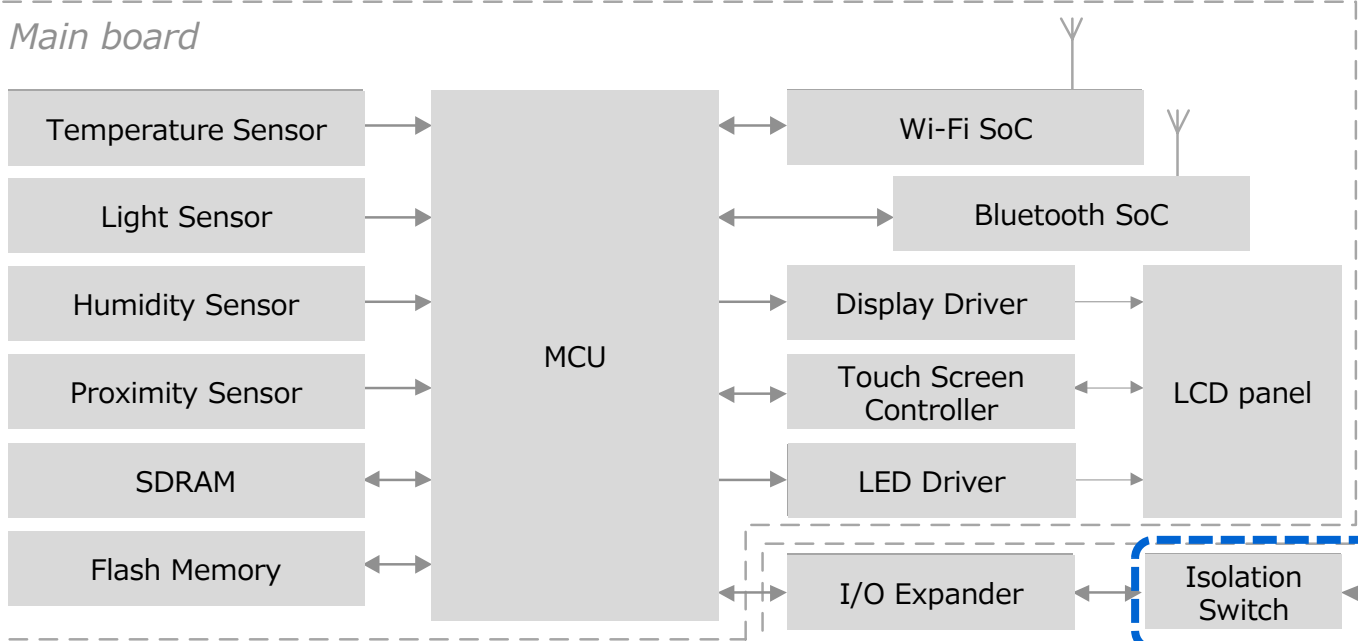 Main board
Temperature Sensor
Light Sensor
Humidity Sensor
Proximity Sensor
SDRAM
Flash Memory
MCU
Wi-Fi SoC
Bluetooth SoC
Display Driver
Touch Screen
Controller
LED Driver
LCD panel
I/O Expander
Isolation
Switch